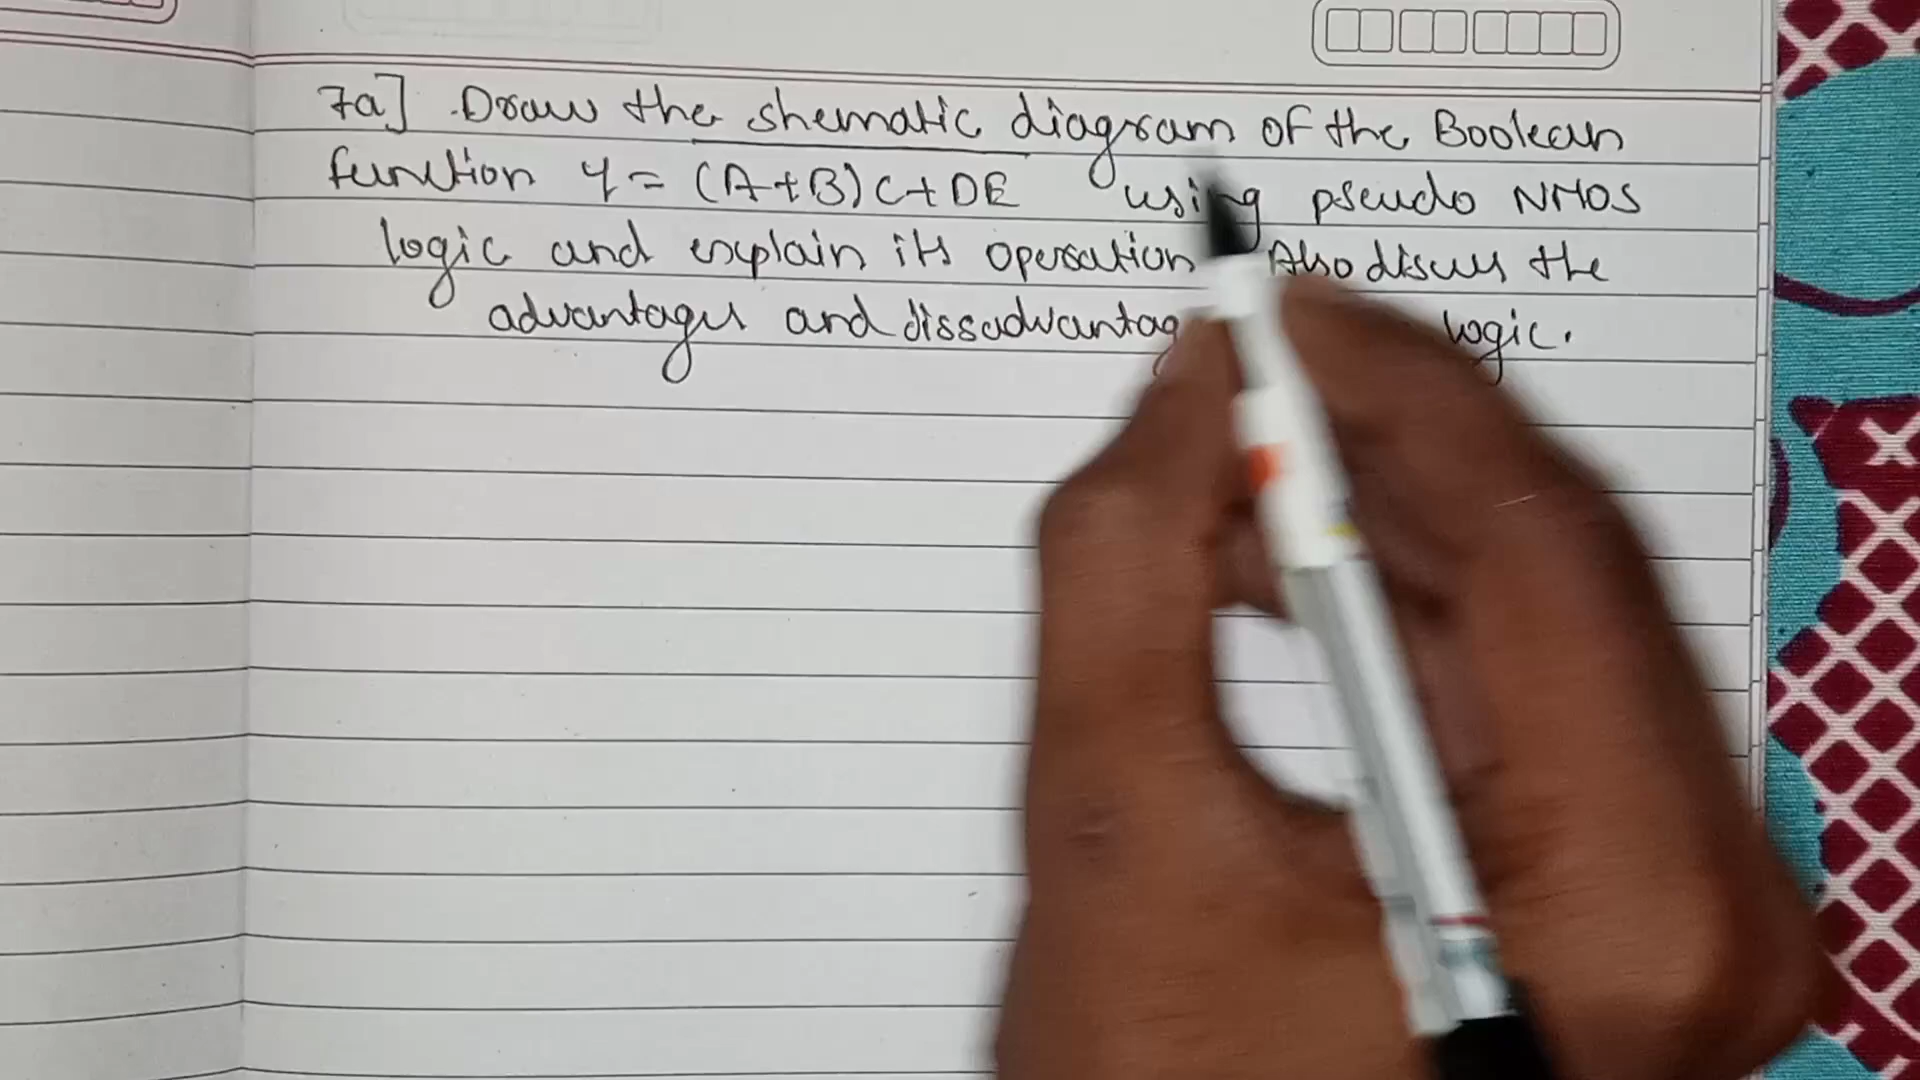 7a] Draw the shematic diagram of the Boolean
function Y = (A+B)C+DE using pseudo NMOS
logic and explain its operation Also discuss the
advantages and dissadvantag logic.